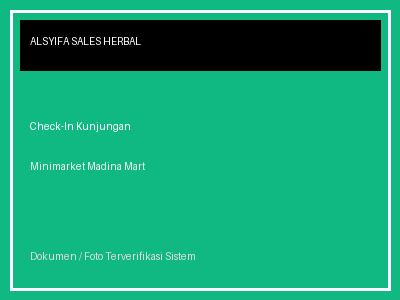 ALSYIFA SALES HERBAL
Check-In Kunjungan
Minimarket Madina Mart
Dokumen / Foto Terverifikasi Sistem